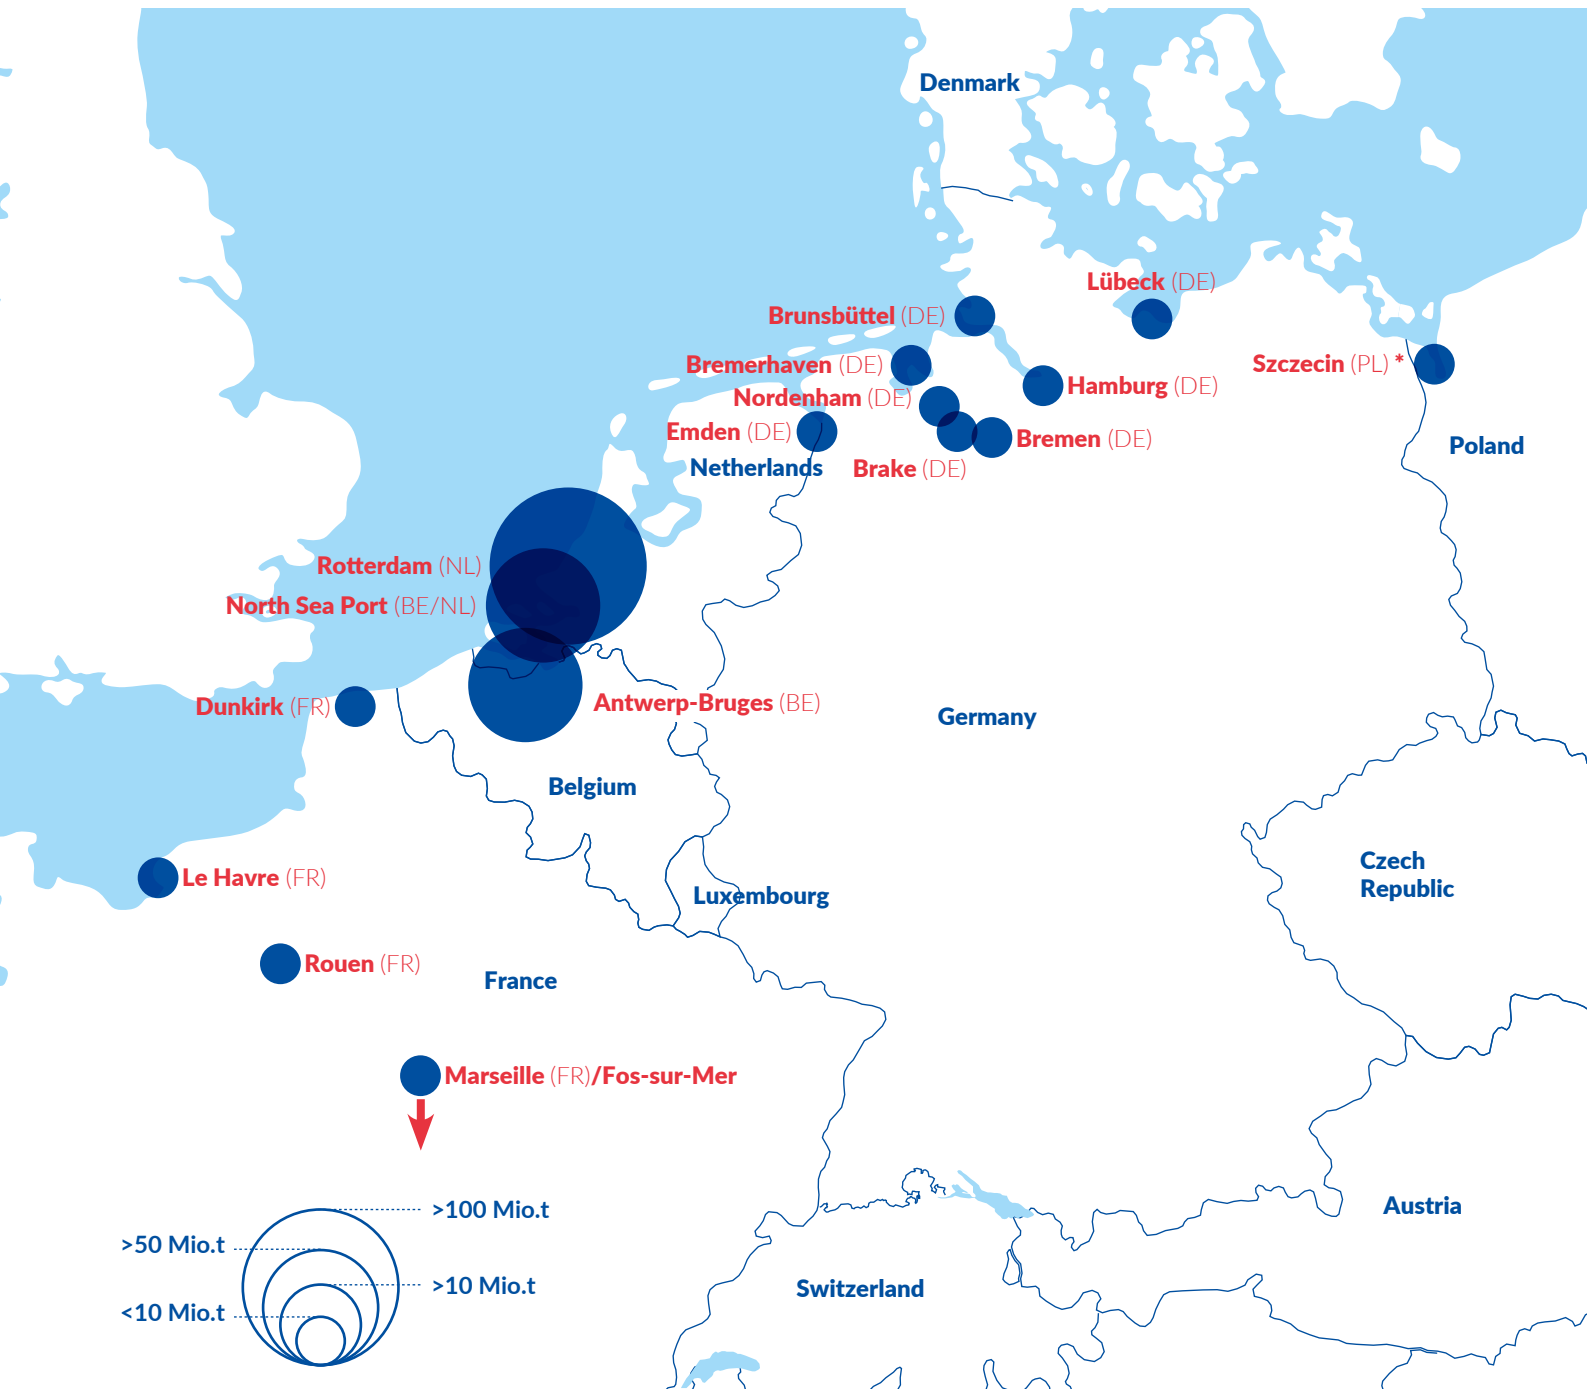 Denmark
Lübeck (DE)
Brunsbüttel (DE)
Bremerhaven (DE)
Szczecin (PL) *
Hamburg (DE)
Nordenham (DE)
Emden (DE)
Bremen (DE)
Poland
Netherlands
Brake (DE)
Rotterdam (NL)
North Sea Port (BE/NL)
Dunkirk (FR)
Antwerp-Bruges (BE)
Germany
Belgium
Czech
Republic
Le Havre (FR)
Luxembourg
Rouen (FR)
France
Marseille (FR)/Fos-sur-Mer
>100 Mio.t
Austria
>50 Mio.t
>10 Mio.t
Switzerland
<10 Mio.t